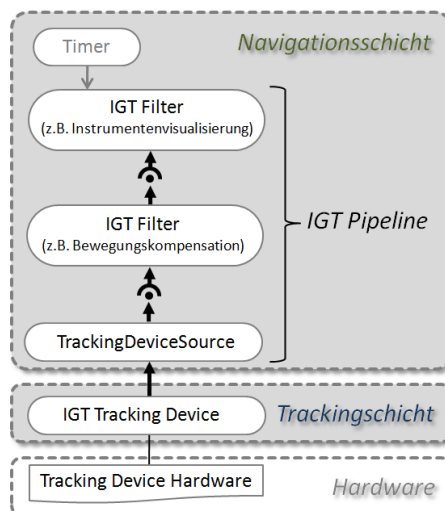 Navigationsschicht
Timer
IGT Filter
(z.B. Instrumentenvisualisierung)
IGT Pipeline
IGT Filter
(z.B. Bewegungskompensation)
TrackingDeviceSource
IGT Tracking Device
Trackingschicht
Tracking Device Hardware
Hardware